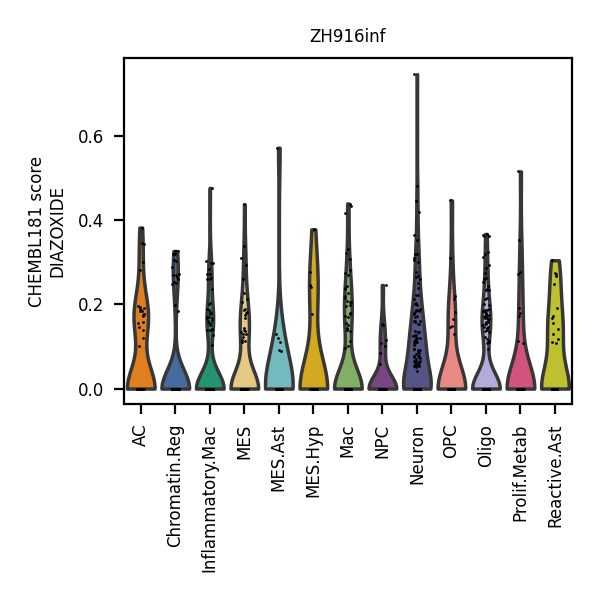 ZH916inf
CHEMBL181 score
DIAZOXIDE
0.6
0.4
0.2
0.0
AC
Chromatin.Reg
Inflammatory.Mac
MES
MES.Ast
MES.Hyp
Mac
NPC
Neuron
OPC
Oligo
Prolif.Metab
Reactive.Ast